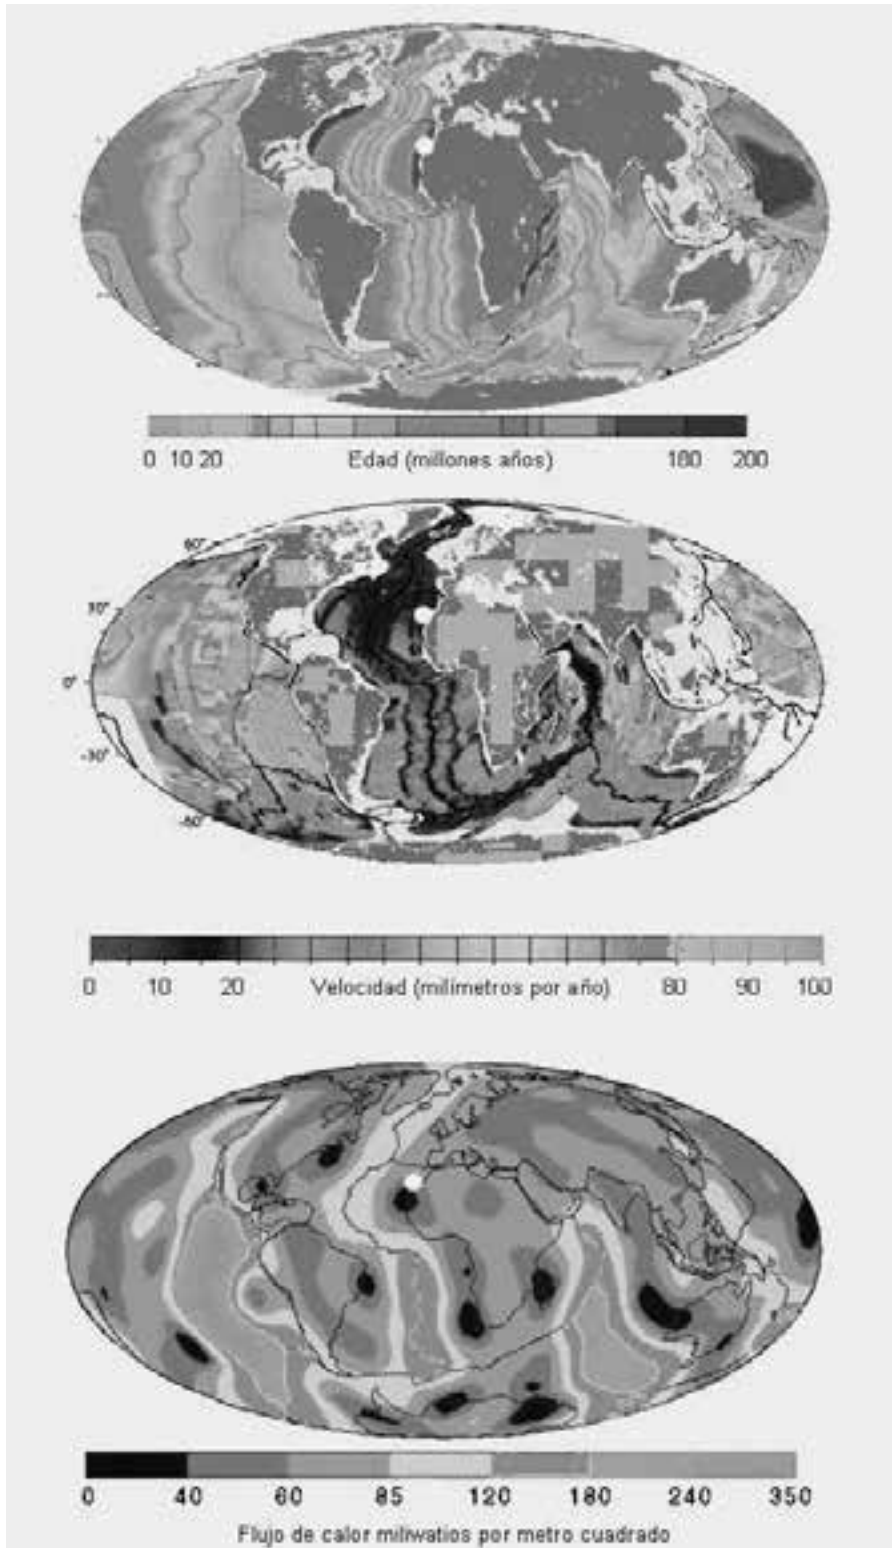 0 10 20 Edad (millones años) 180 200
60°
30°
0°
-30°
-60°
0 10 20 Velocidad (milímetros por año) 80 90 100
0 40 60 85 120 180 240 350
Flujo de calor miliwatios por metro cuadrado